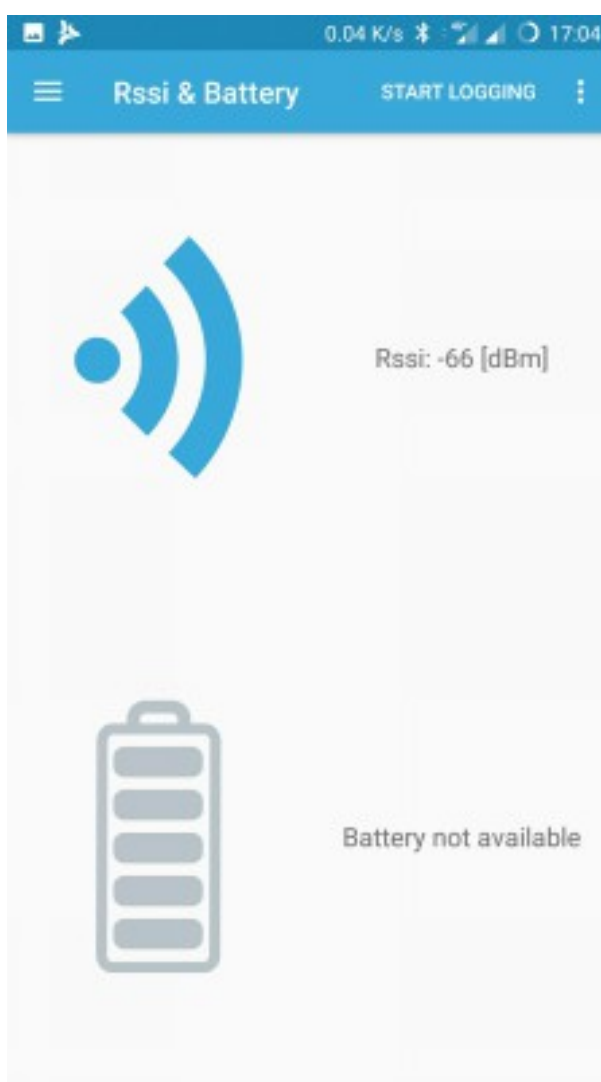 0.04 K/s 17:04
Rssi & Battery START LOGGING
Rssi: -66 [dBm]
Battery not available